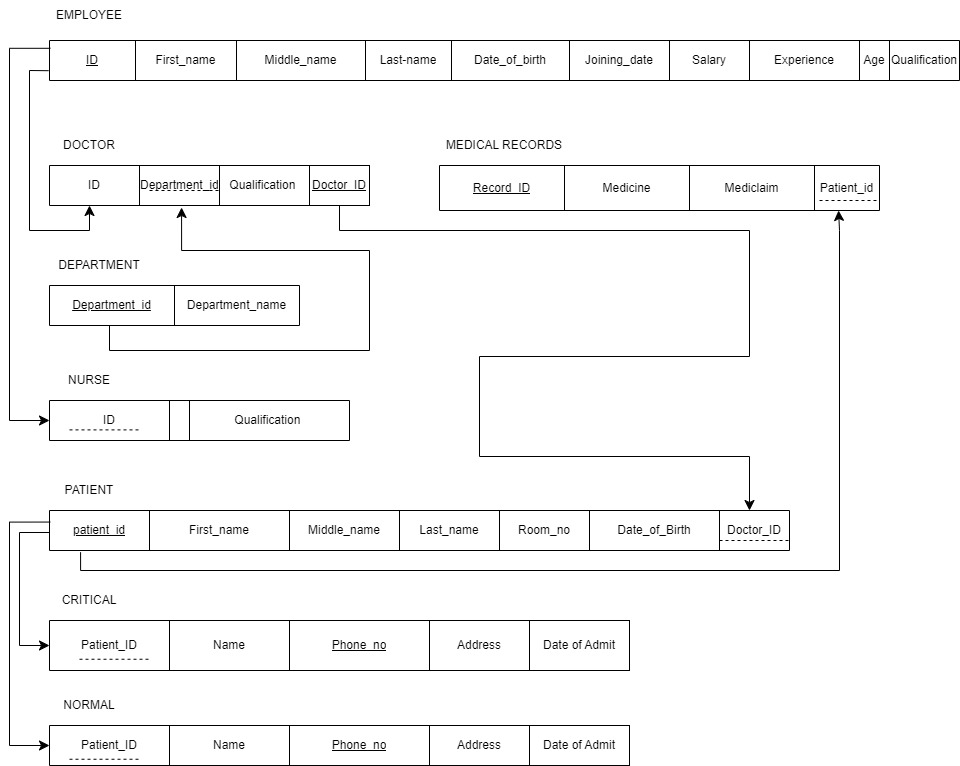 EMPLOYEE
ID First_name Middle_name Last-name Date_of_birth Joining_date Salary Experience Age Qualification
DOCTOR MEDICAL RECORDS
ID Department_id Qualification Doctor_ID Record_ID Medicine Mediclaim Patient_id
DEPARTMENT
Department_id Department_name
NURSE
ID Qualification
PATIENT
patient_id First_name Middle_name Last_name Room_no Date_of_Birth Doctor_ID
CRITICAL
Patient_ID Name Phone_no Address Date of Admit
NORMAL
Patient_ID Name Phone_no Address Date of Admit